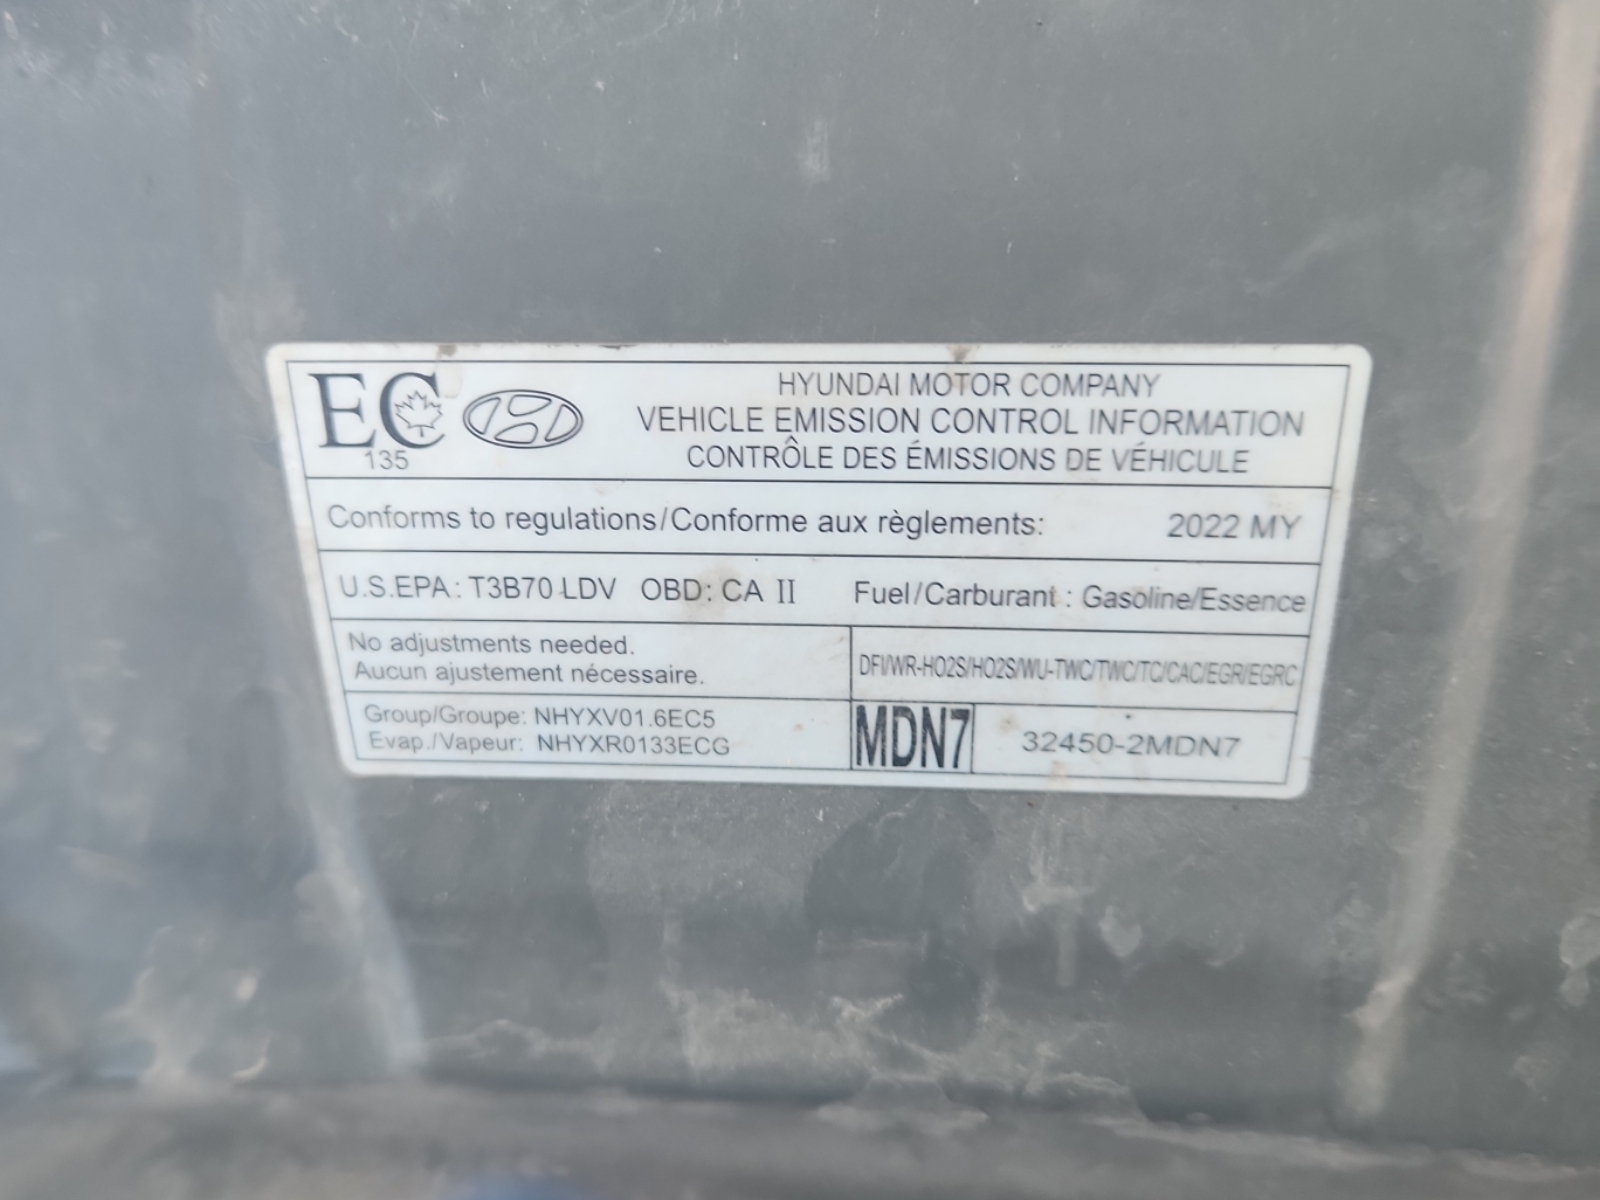 EC
135
HYUNDAI MOTOR COMPANY
VEHICLE EMISSION CONTROL INFORMATION
CONTRÔLE DES ÉMISSIONS DE VÉHICULE
Conforms to regulations/Conforme aux règlements: 2022 MY
U.S.EPA: T3B70 LDV OBD: CA II Fuel/Carburant : Gasoline/Essence
No adjustments needed.
Aucun ajustement nécessaire.
DFI/WR-HO2S/HO2S/WU-TWC/TWC/TC/CAC/EGR/EGRC
Group/Groupe: NHYXV01.6EC5
Evap./Vapeur: NHYXR0133ECG
MDN7 32450-2MDN7